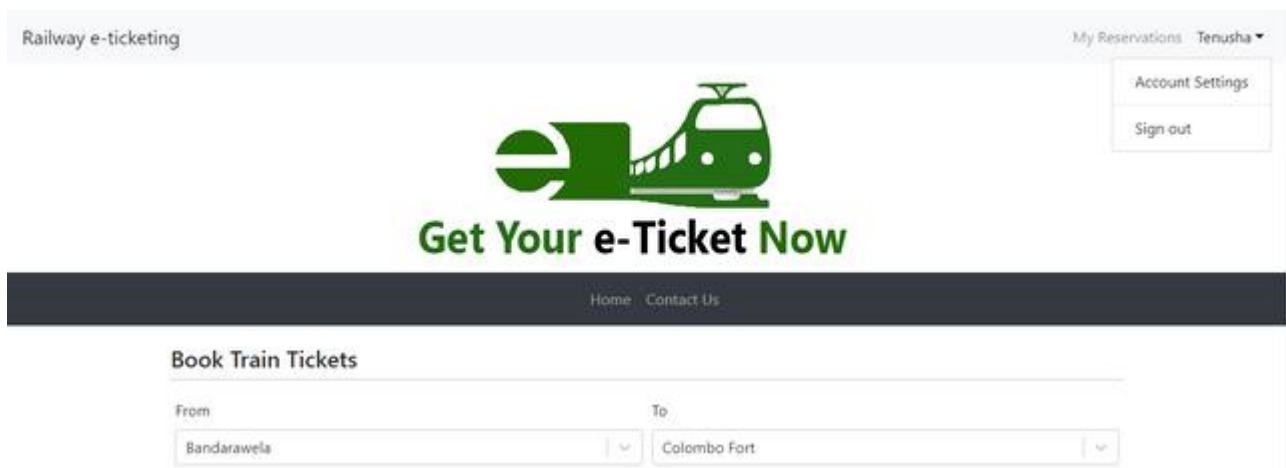 Railway e-ticketing
My Reservations Tenusha
Account Settings
Sign out
e
Get Your e-Ticket Now
Home Contact Us
Book Train Tickets
From To
Bandarawela Colombo Fort